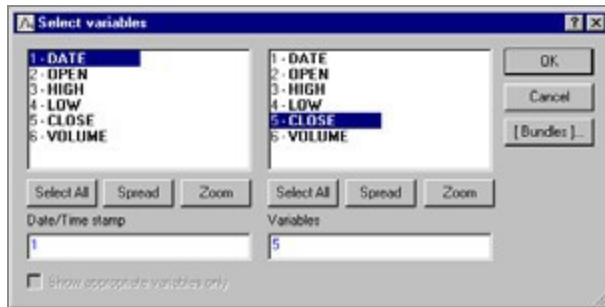 Select variables
1 - DATE
2 - OPEN
3 - HIGH
4 - LOW
5 - CLOSE
6 - VOLUME
1 - DATE
2 - OPEN
3 - HIGH
4 - LOW
5 - CLOSE
6 - VOLUME
OK
Cancel
[Bundles]...
Select All
Spread
Zoom
Select All
Spread
Zoom
Date/Time stamp
Variables
1
5
Show appropriate variables only